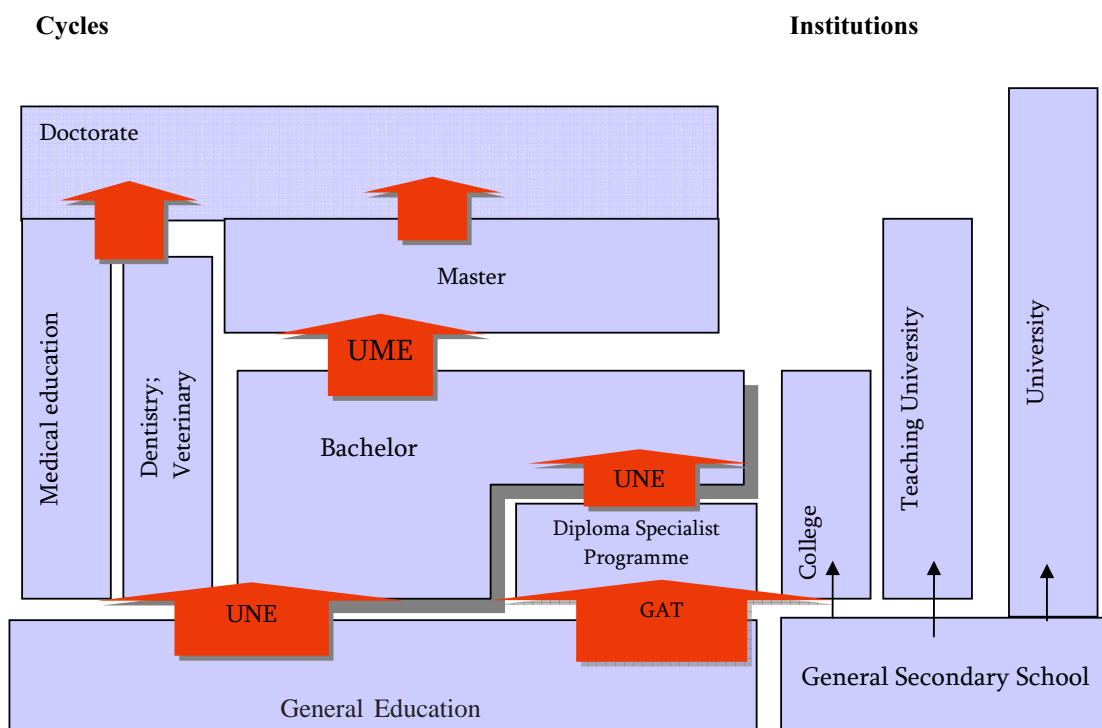 Cycles
Institutions
Doctorate
Master
UME
Medical education
Dentistry;
Veterinary
Bachelor
UNE
Diploma Specialist
Programme
UNE
GAT
General Education
College
Teaching University
University
General Secondary School